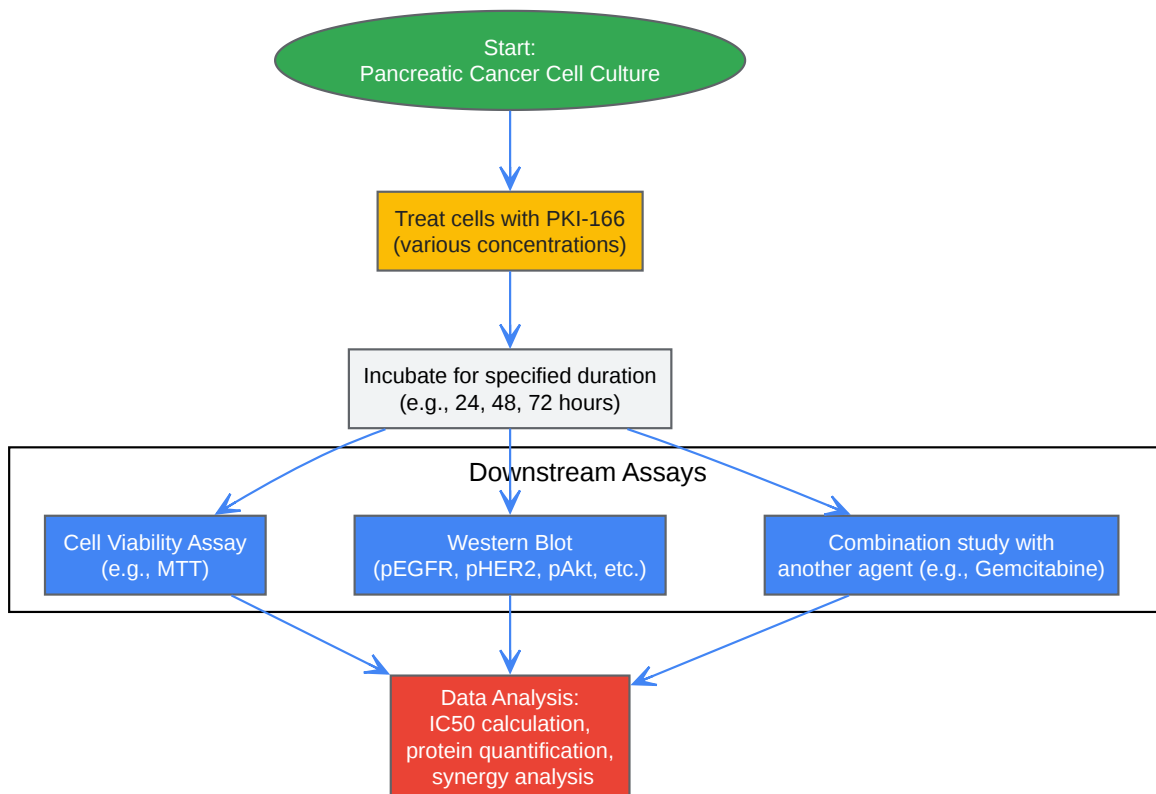 Start:
Pancreatic Cancer Cell Culture
Treat cells with PKI-166
(various concentrations)
Incubate for specified duration
(e.g., 24, 48, 72 hours)
Downstream Assays
Cell Viability Assay
(e.g., MTT)
Western Blot
(pEGFR, pHER2, pAkt, etc.)
Combination study with
another agent (e.g., Gemcitabine)
Data Analysis:
IC50 calculation,
protein quantification,
synergy analysis